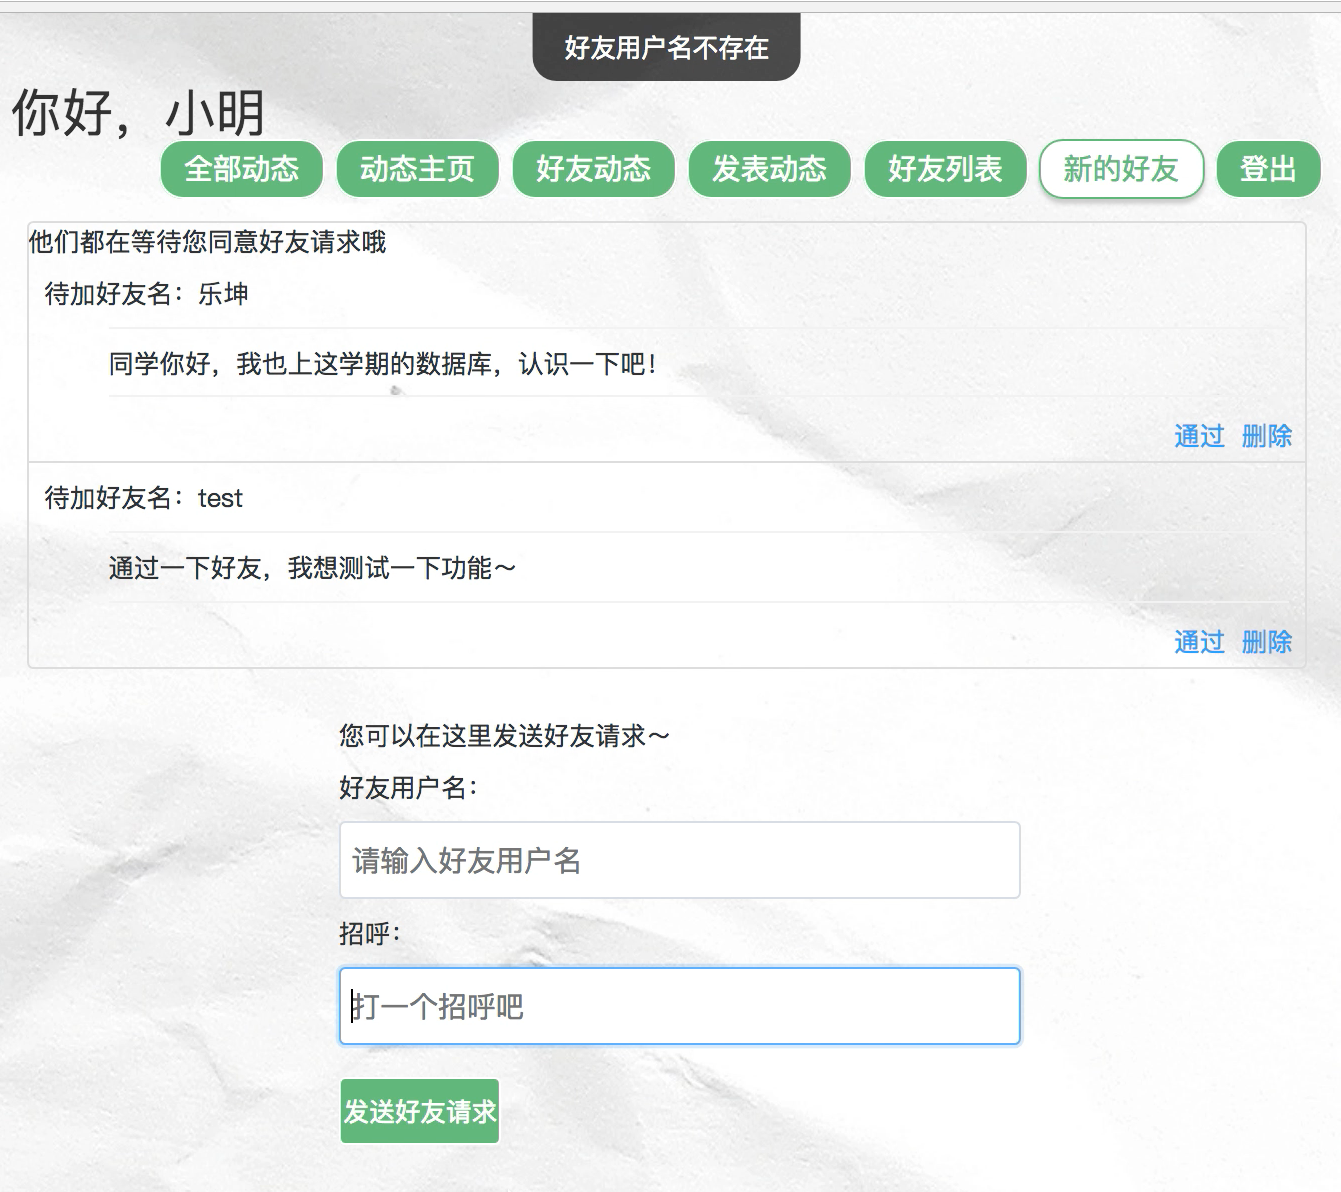 好友用户名不存在
你好，小明
全部动态 动态主页 好友动态 发表动态 好友列表 新的好友 登出
他们都在等待您同意好友请求哦
待加好友名：乐坤
同学你好，我也上这学期的数据库，认识一下吧！
通过 删除
待加好友名：test
通过一下好友，我想测试一下功能～
通过 删除
您可以在这里发送好友请求～
好友用户名：
请输入好友用户名
招呼：
打一个招呼吧
发送好友请求